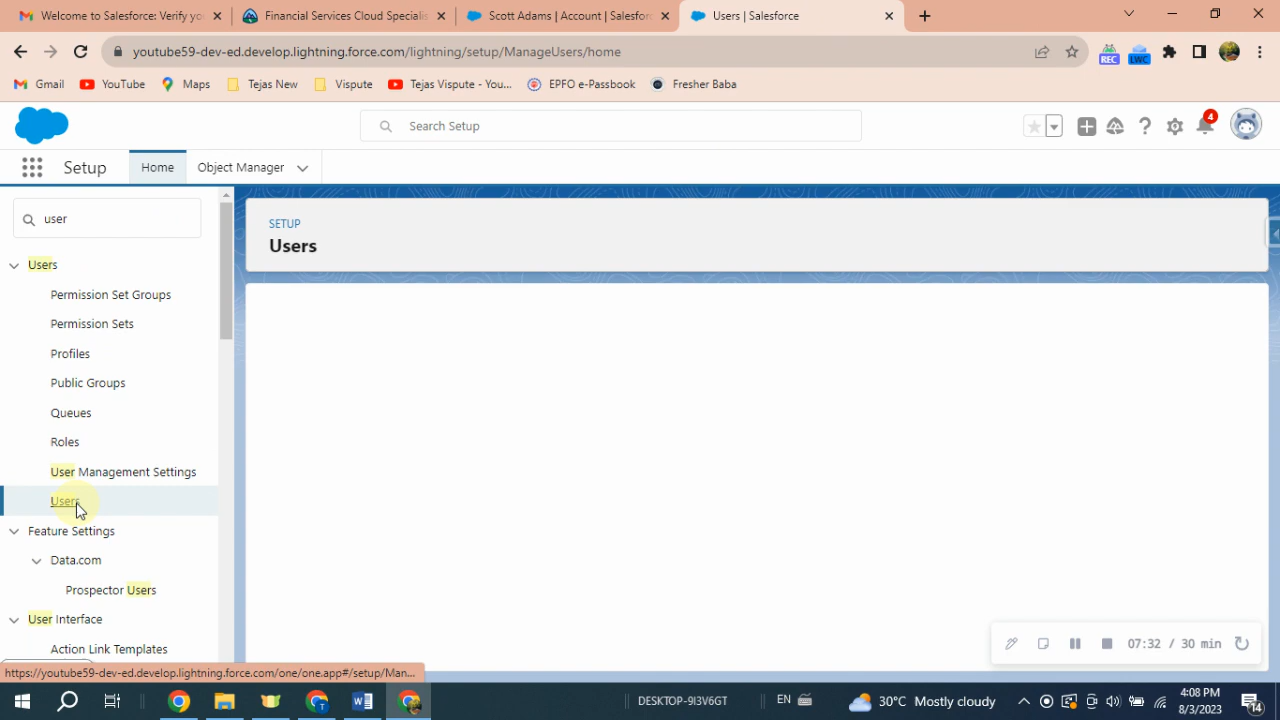 Welcome to Salesforce: Verify yo
Financial Services Cloud Specialis
Scott Adams | Account | Salesforc
Users | Salesforce
youtube59-dev-ed.develop.lightning.force.com/lightning/setup/ManageUsers/home
REC
LWC
Gmail
YouTube
Maps
Tejas New
Vispute
Tejas Vispute - You...
EPFO e-Passbook
Fresher Baba
Search Setup
4
Setup
Home
Object Manager
user
SETUP
Users
Users
Permission Set Groups
Permission Sets
Profiles
Public Groups
Queues
Roles
User Management Settings
Users
Feature Settings
Data.com
Prospector Users
User Interface
Action Link Templates
07:32 / 30 min
https://youtube59-dev-ed.develop.lightning.force.com/one/one.app#/setup/Man...
DESKTOP-9I3V6GT
EN
30°C Mostly cloudy
4:08 PM
8/3/2023
14